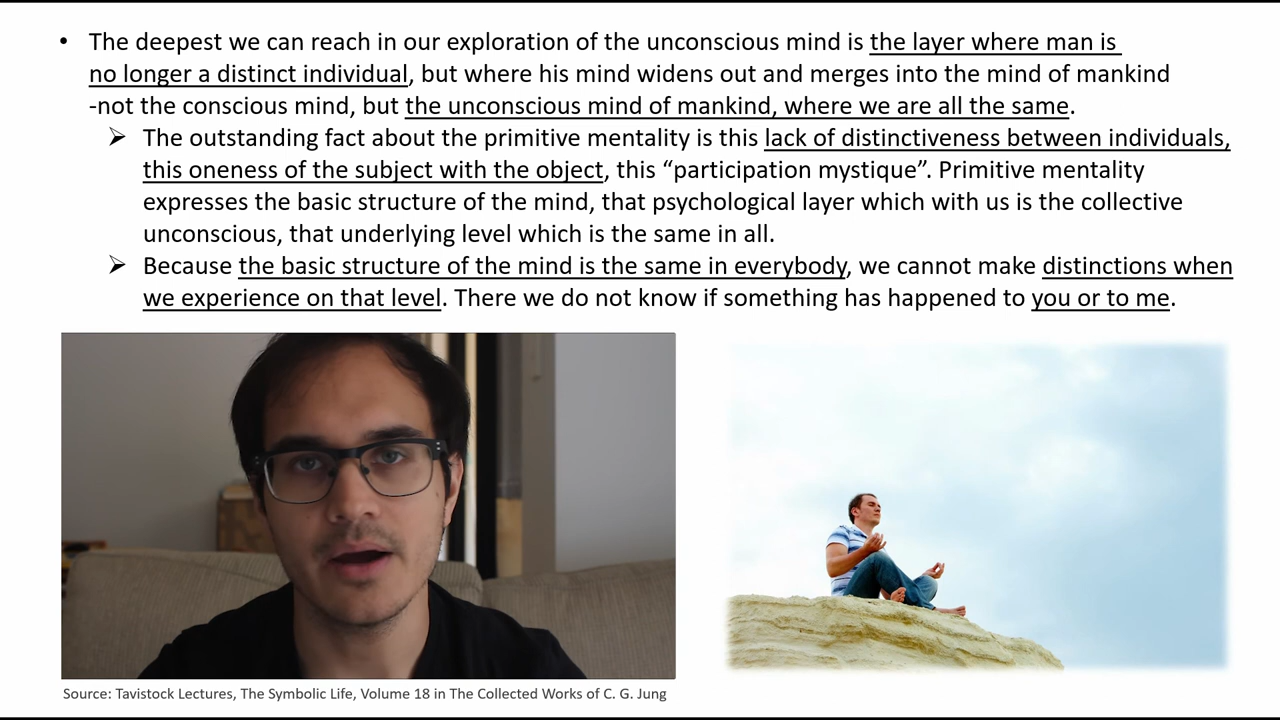 • The deepest we can reach in our exploration of the unconscious mind is the layer where man is
no longer a distinct individual, but where his mind widens out and merges into the mind of mankind
-not the conscious mind, but the unconscious mind of mankind, where we are all the same.
➢ The outstanding fact about the primitive mentality is this lack of distinctiveness between individuals,
this oneness of the subject with the object, this “participation mystique”. Primitive mentality
expresses the basic structure of the mind, that psychological layer which with us is the collective
unconscious, that underlying level which is the same in all.
➢ Because the basic structure of the mind is the same in everybody, we cannot make distinctions when
we experience on that level. There we do not know if something has happened to you or to me.
Source: Tavistock Lectures, The Symbolic Life, Volume 18 in The Collected Works of C. G. Jung